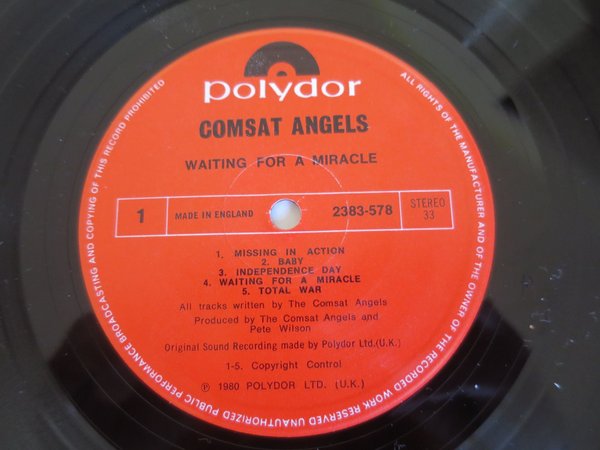 polydor
COMSAT ANGELS
WAITING FOR A MIRACLE
1
MADE IN ENGLAND
2383-578
STEREO
33
1. MISSING IN ACTION
2. BABY
3. INDEPENDENCE DAY
4. WAITING FOR A MIRACLE
5. TOTAL WAR
All tracks written by The Comsat Angels
Produced by The Comsat Angels and
Pete Wilson
Original Sound Recording made by Polydor Ltd.(U.K.)
1-5. Copyright Control
℗ 1980 POLYDOR LTD. (U.K.)
ALL RIGHTS OF THE MANUFACTURER AND OF THE OWNER OF THE RECORDED WORK RESERVED UNAUTHORIZED PUBLIC PERFORMANCE BROADCASTING AND COPYING OF THIS RECORD PROHIBITED